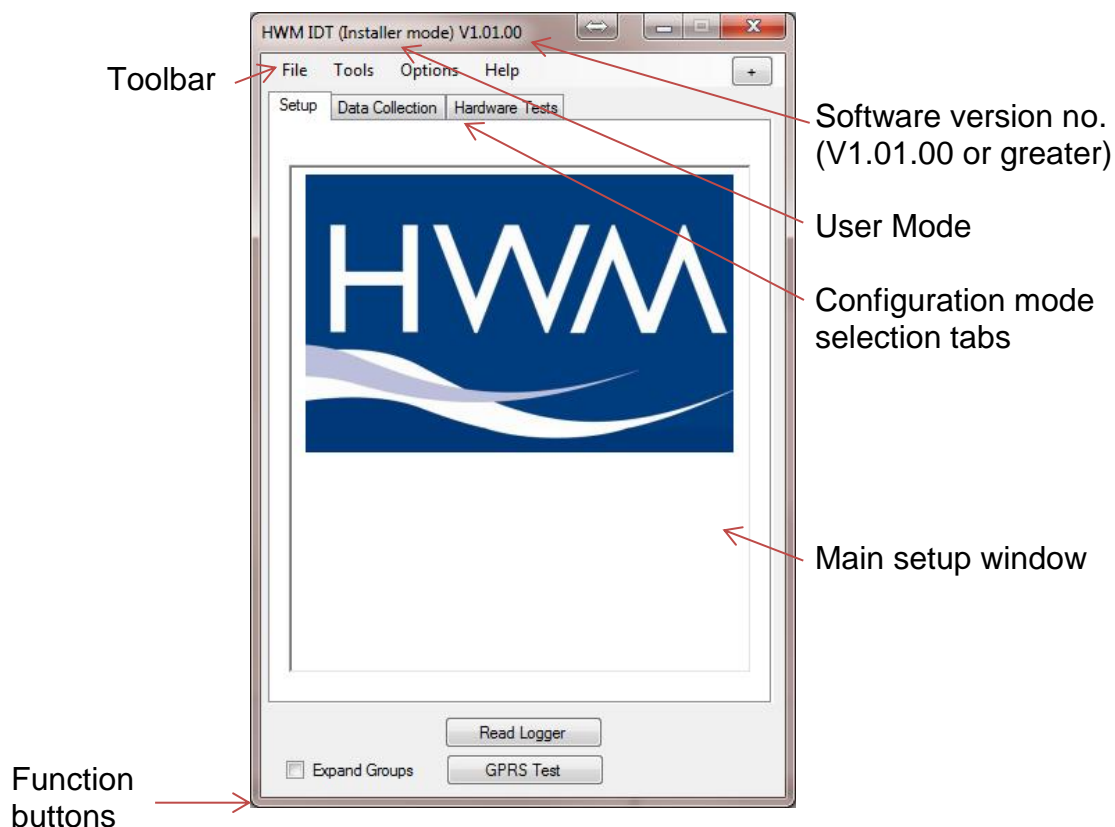 HWM IDT (Installer mode) V1.01.00
File Tools Options Help +
Toolbar
Setup Data Collection Hardware Tests
Software version no.
(V1.01.00 or greater)
User Mode
Configuration mode
selection tabs
HWM
Main setup window
Read Logger
Expand Groups GPRS Test
Function
buttons